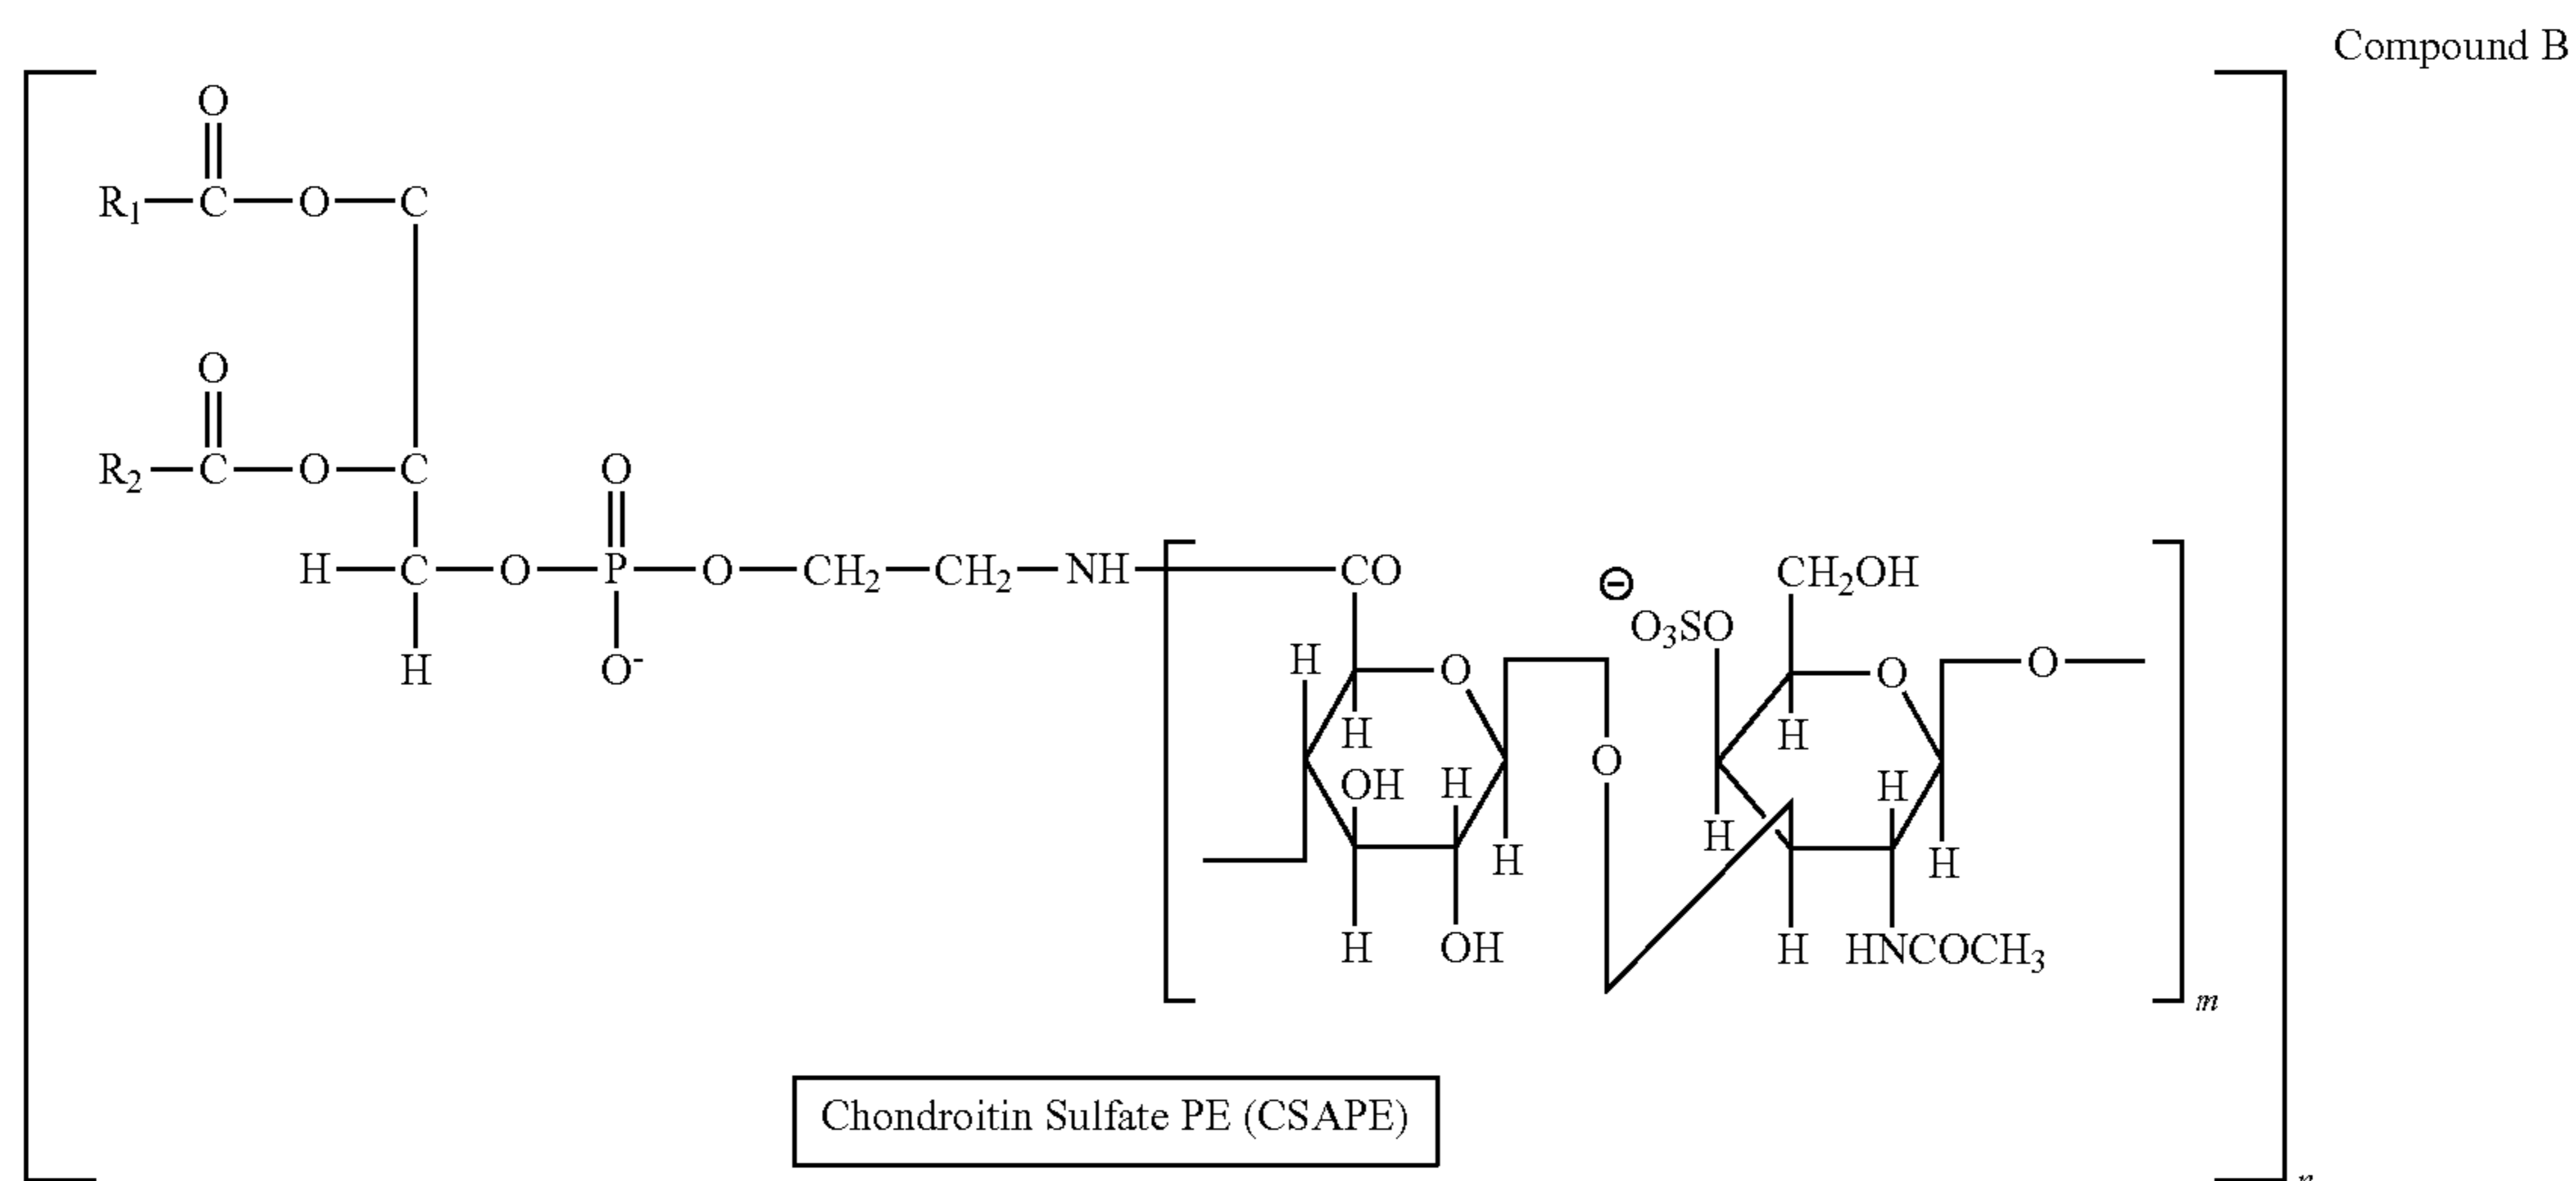 Compound B
O
R₁—C—O—C
O
R₂—C—O—C
O
H—C—O—P—O—CH₂—CH₂—NH—CO
H
O⁻
⊖
O₃SO
CH₂OH
H
O
H
OH
H
H
H
OH
O
O
O
H
H
H
H
H
HNCOCH₃
m
Chondroitin Sulfate PE (CSAPE)
n